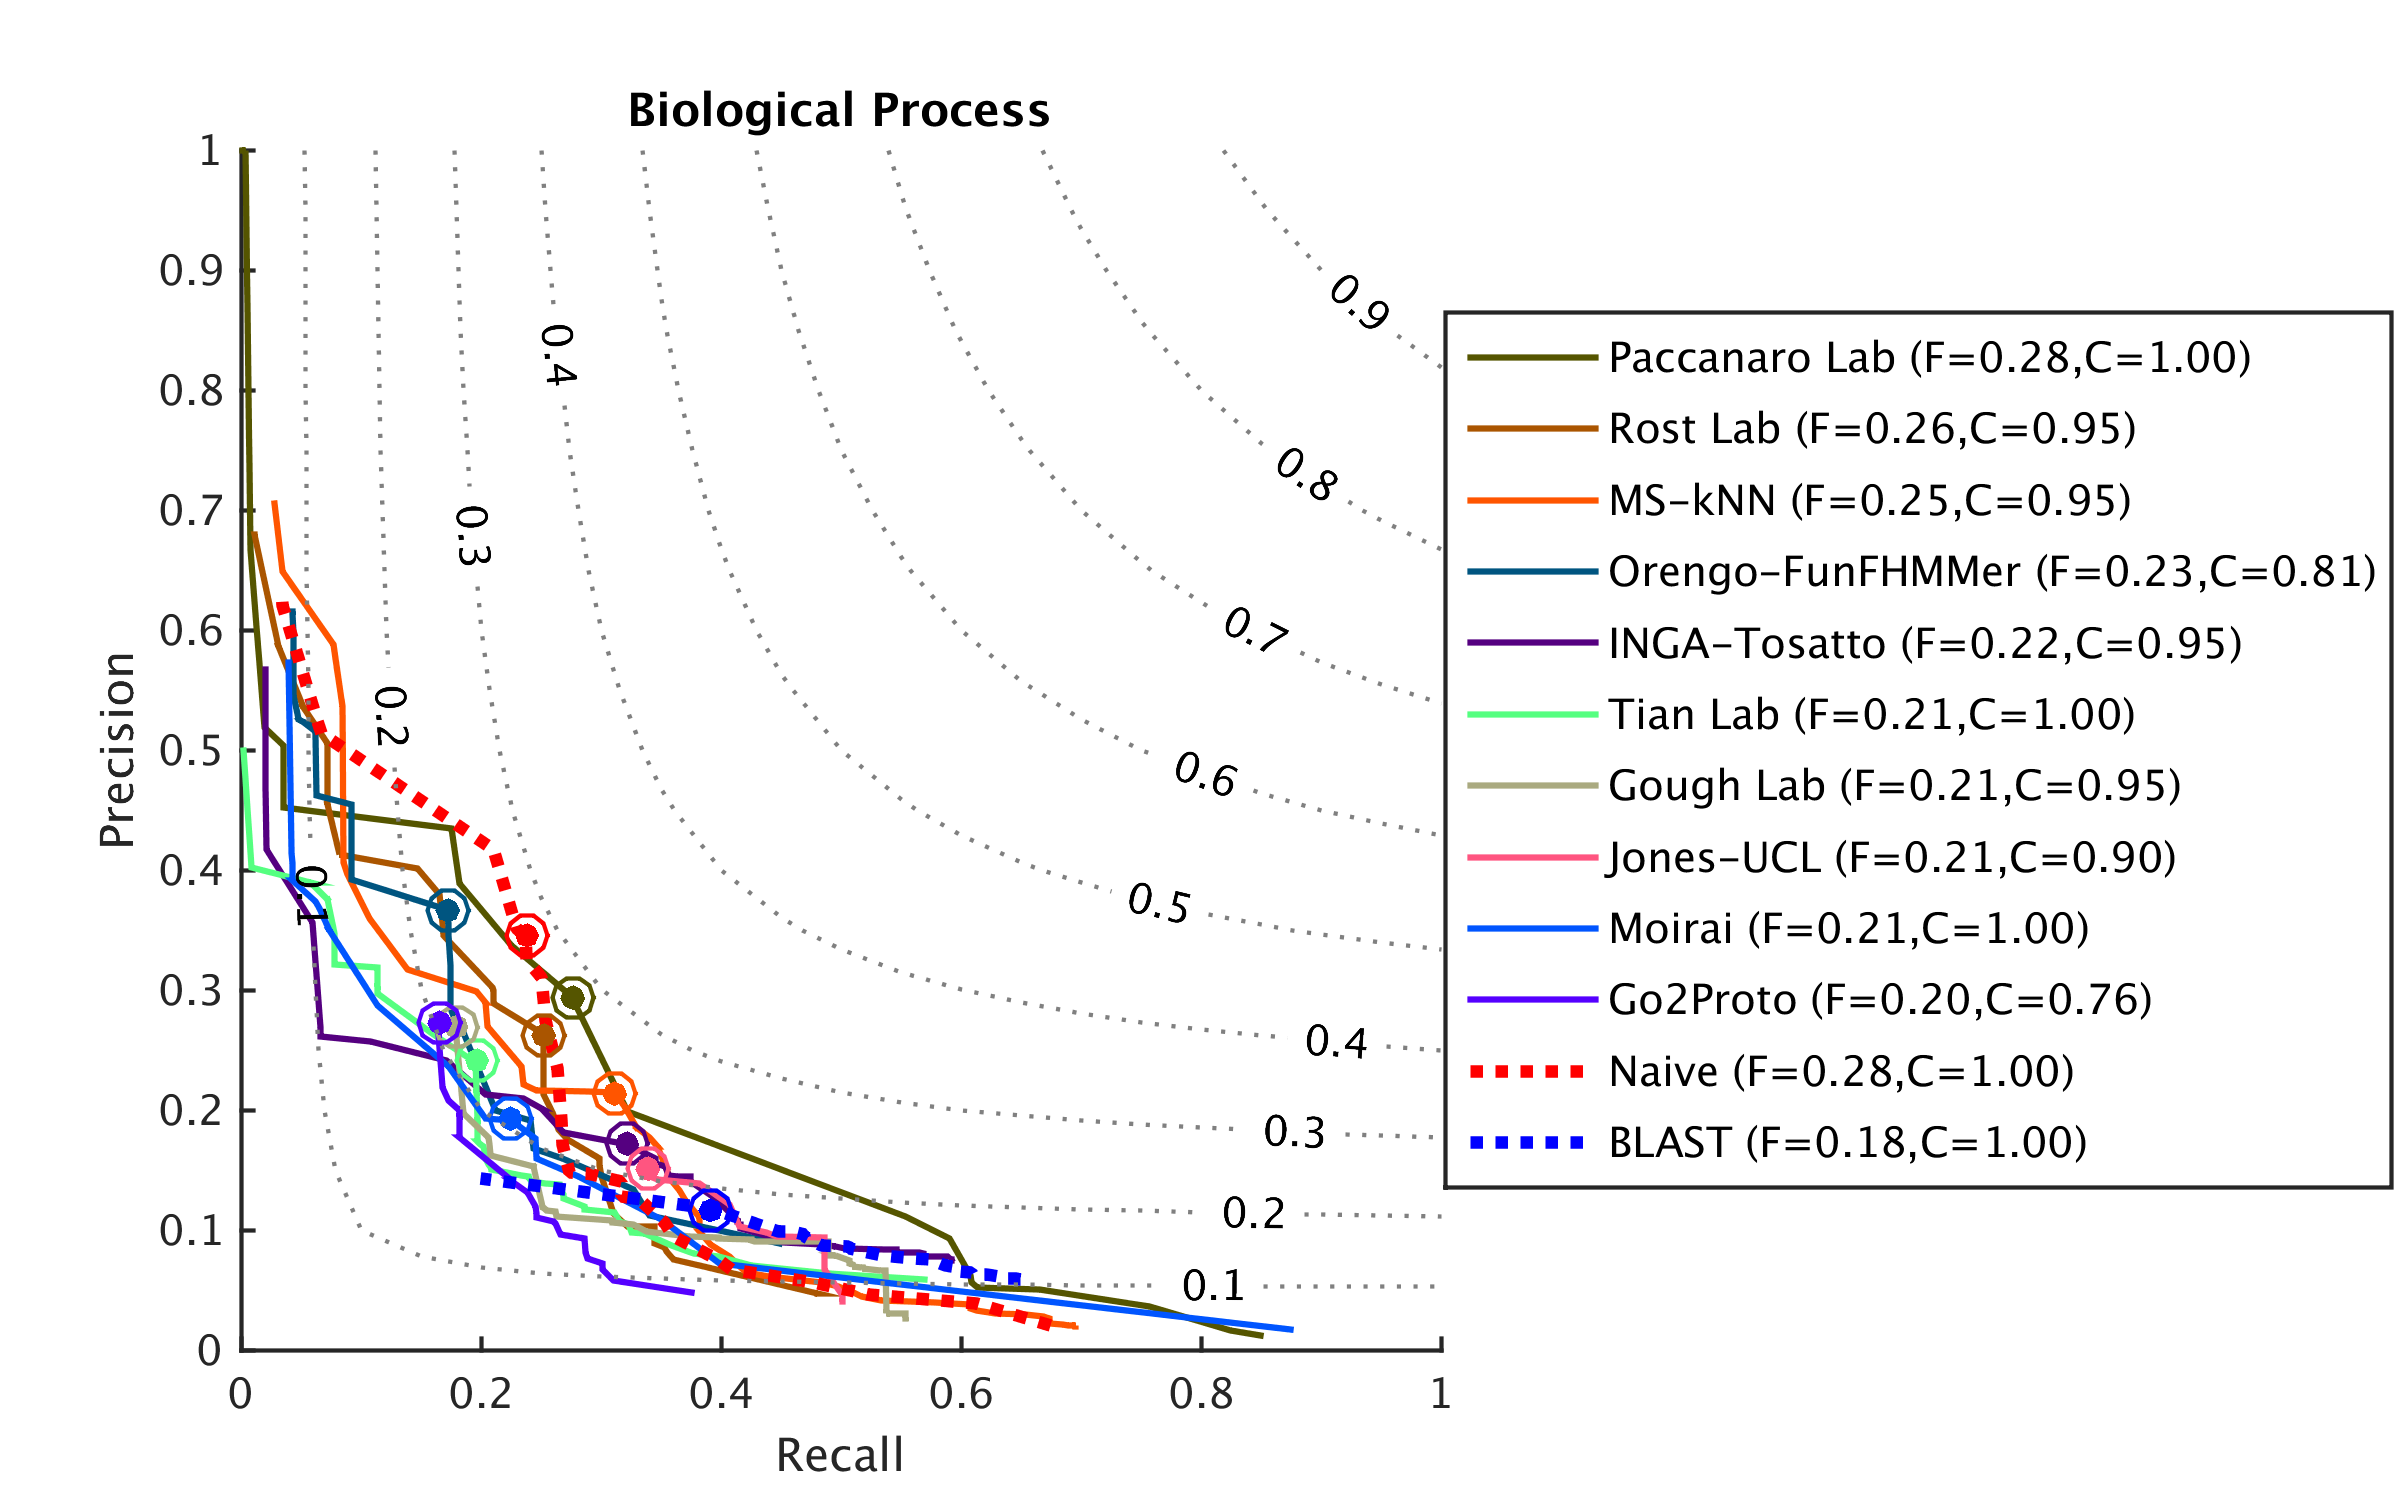 Biological Process
Precision
1
0.9
0.8
0.7
0.6
0.5
0.4
0.3
0.2
0.1
0
0
0.2
0.4
0.6
0.8
1
Recall
0.4
0.3
0.2
0.1
0.9
0.8
0.7
0.6
0.5
0.4
0.3
0.2
0.1
Paccanaro Lab (F=0.28,C=1.00)
Rost Lab (F=0.26,C=0.95)
MS-kNN (F=0.25,C=0.95)
Orengo-FunFHMMer (F=0.23,C=0.81)
INGA-Tosatto (F=0.22,C=0.95)
Tian Lab (F=0.21,C=1.00)
Gough Lab (F=0.21,C=0.95)
Jones-UCL (F=0.21,C=0.90)
Moirai (F=0.21,C=1.00)
Go2Proto (F=0.20,C=0.76)
Naive (F=0.28,C=1.00)
BLAST (F=0.18,C=1.00)